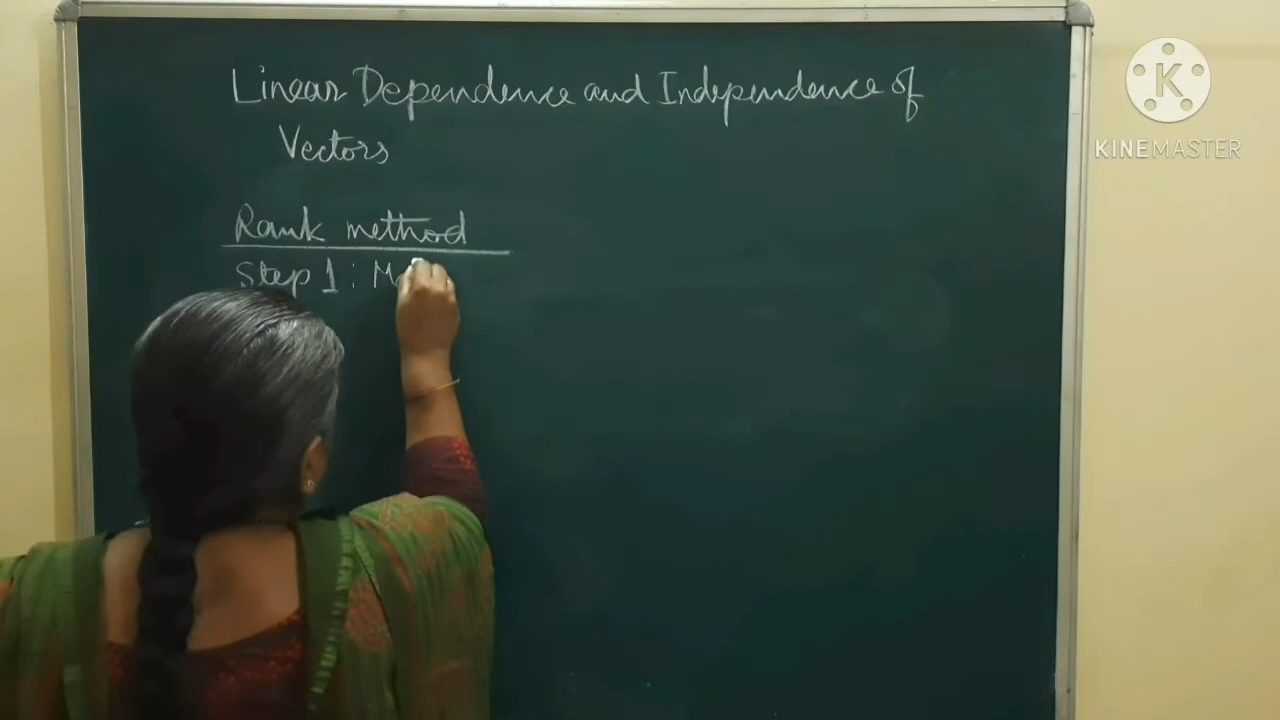 Linear Dependence and Independence of
Vectors
Rank method
Step 1:
K
KINEMASTER